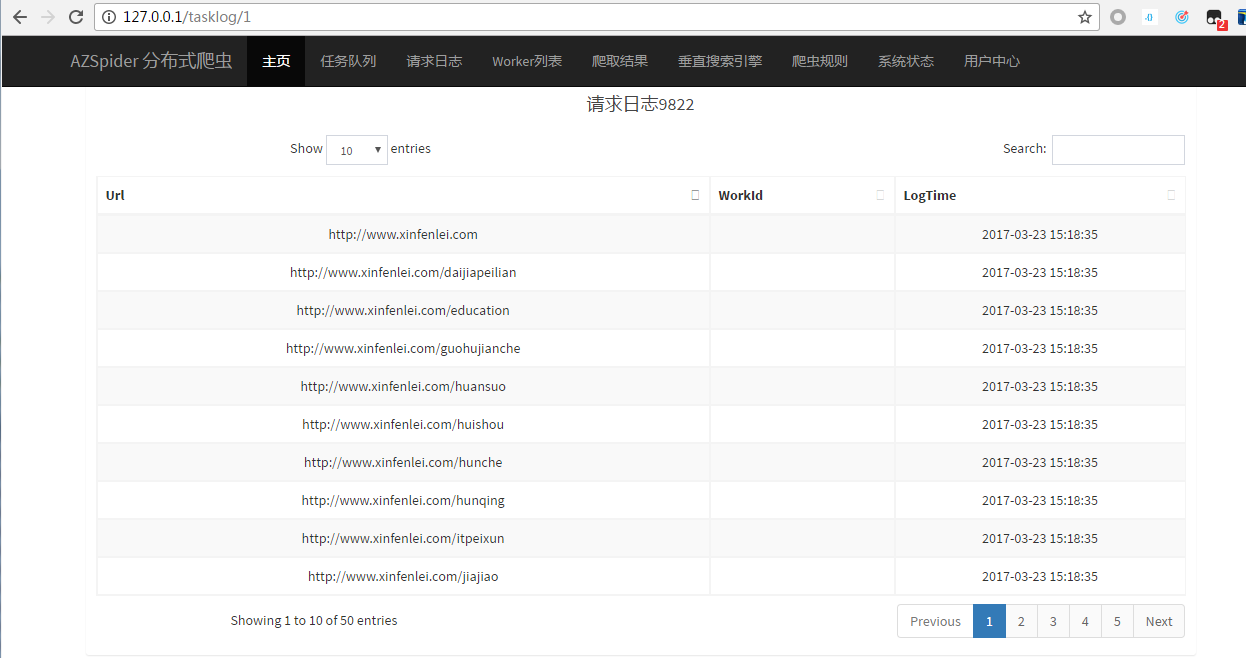 127.0.0.1/tasklog/1
2
AZSpider 分布式爬虫 主页 任务队列 请求日志 Worker列表 爬取结果 垂直搜索引擎 爬虫规则 系统状态 用户中心
请求日志9822
Show 10 entries Search:
Url WorkId LogTime
http://www.xinfenlei.com 2017-03-23 15:18:35
http://www.xinfenlei.com/daijiapeilian 2017-03-23 15:18:35
http://www.xinfenlei.com/education 2017-03-23 15:18:35
http://www.xinfenlei.com/guohujianche 2017-03-23 15:18:35
http://www.xinfenlei.com/huansuo 2017-03-23 15:18:35
http://www.xinfenlei.com/huishou 2017-03-23 15:18:35
http://www.xinfenlei.com/hunche 2017-03-23 15:18:35
http://www.xinfenlei.com/hunqing 2017-03-23 15:18:35
http://www.xinfenlei.com/itpeixun 2017-03-23 15:18:35
http://www.xinfenlei.com/jiajiao 2017-03-23 15:18:35
Showing 1 to 10 of 50 entries Previous 1 2 3 4 5 Next